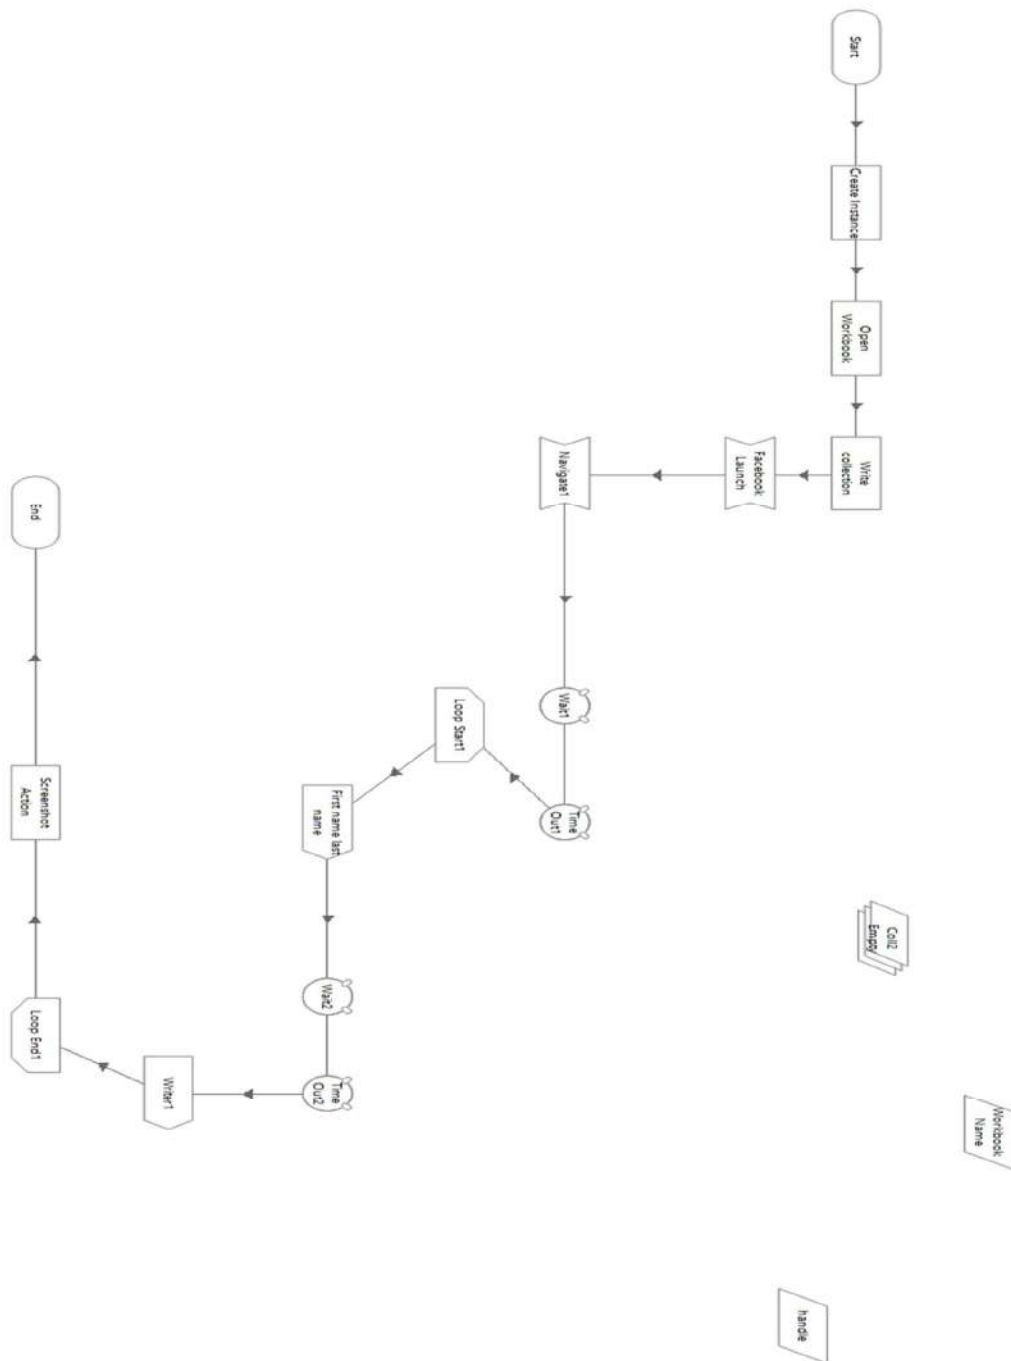 Start
Create Instance
Open
Workbook
Write
collection
Facebook
Launch
Navigate1
Wait1
Time
Out1
Loop Start1
First name last
name
Wait2
Time
Out2
Writer1
Loop End1
Screenshot
Action
End
Coll2
Empty
Workbook
Name
handle